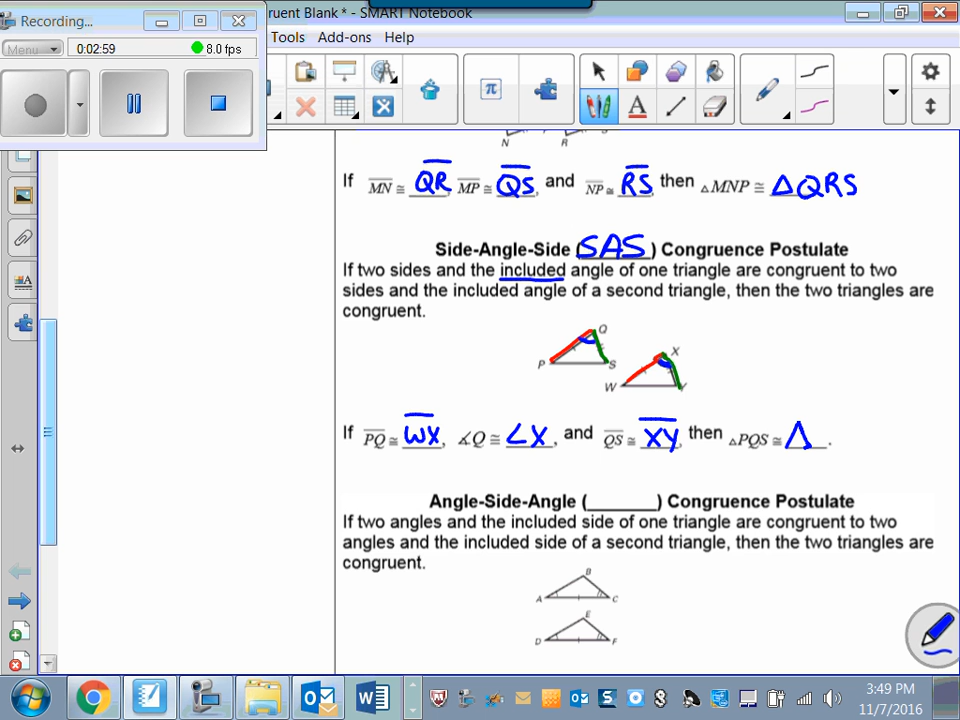 Recording...
ruent Blank * - SMART Notebook
Menu
0:02:59
8.0 fps
Tools Add-ons Help
π
A
N R
If MN ≅ QR MP ≅ QS, and NP ≅ RS, then △MNP ≅ ΔQRS
Side-Angle-Side (SAS) Congruence Postulate
If two sides and the included angle of one triangle are congruent to two
sides and the included angle of a second triangle, then the two triangles are
congruent.
Q
X
P S
W Y
If PQ ≅ WX, ∡Q ≅ ∠X, and QS ≅ XY, then △PQS ≅ Δ.
Angle-Side-Angle (______) Congruence Postulate
If two angles and the included side of one triangle are congruent to two
angles and the included side of a second triangle, then the two triangles are
congruent.
B
A C
E
D F
3:49 PM
11/7/2016